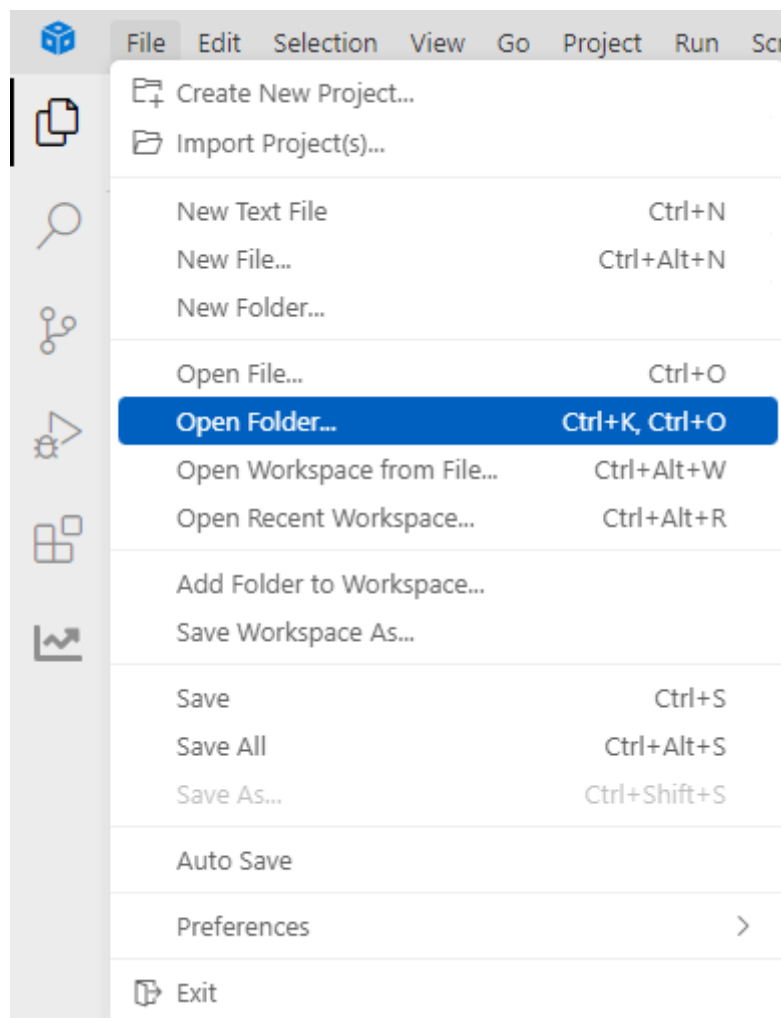 File Edit Selection View Go Project Run Scr
Create New Project...
Import Project(s)...
New Text File Ctrl+N
New File... Ctrl+Alt+N
New Folder...
Open File... Ctrl+O
Open Folder... Ctrl+K, Ctrl+O
Open Workspace from File... Ctrl+Alt+W
Open Recent Workspace... Ctrl+Alt+R
Add Folder to Workspace...
Save Workspace As...
Save Ctrl+S
Save All Ctrl+Alt+S
Save As... Ctrl+Shift+S
Auto Save
Preferences
Exit